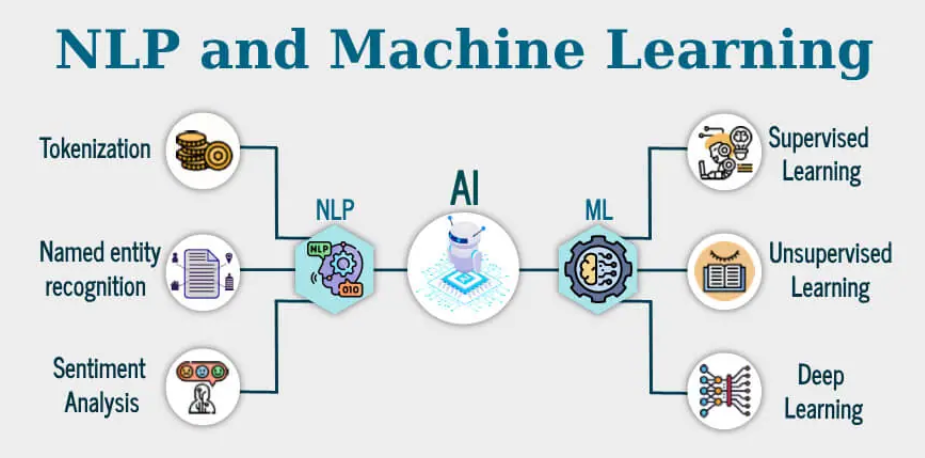 NLP and Machine Learning
Tokenization
Named entity
recognition
Sentiment
Analysis
NLP
NLP
010
AI
ML
Supervised
Learning
Unsupervised
Learning
Deep
Learning